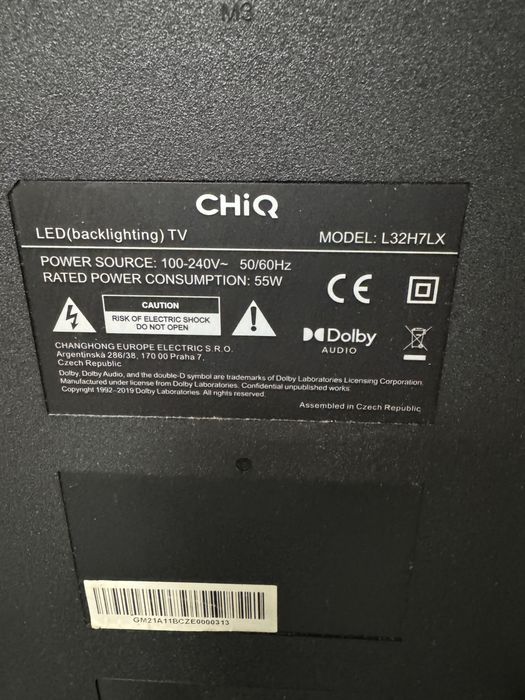 M3
CHiQ
LED(backlighting) TV MODEL: L32H7LX
POWER SOURCE: 100-240V~ 50/60Hz
RATED POWER CONSUMPTION: 55W
CAUTION
RISK OF ELECTRIC SHOCK
DO NOT OPEN
CE
Dolby
AUDIO
CHANGHONG EUROPE ELECTRIC S.R.O.
Argentinská 286/38, 170 00 Praha 7,
Czech Republic
Dolby, Dolby Audio, and the double-D symbol are trademarks of Dolby Laboratories Licensing Corporation.
Manufactured under license from Dolby Laboratories. Confidential unpublished works.
Copyright 1992-2019 Dolby Laboratories. All rights reserved.
Assembled in Czech Republic
GM21A11BCZE0000313